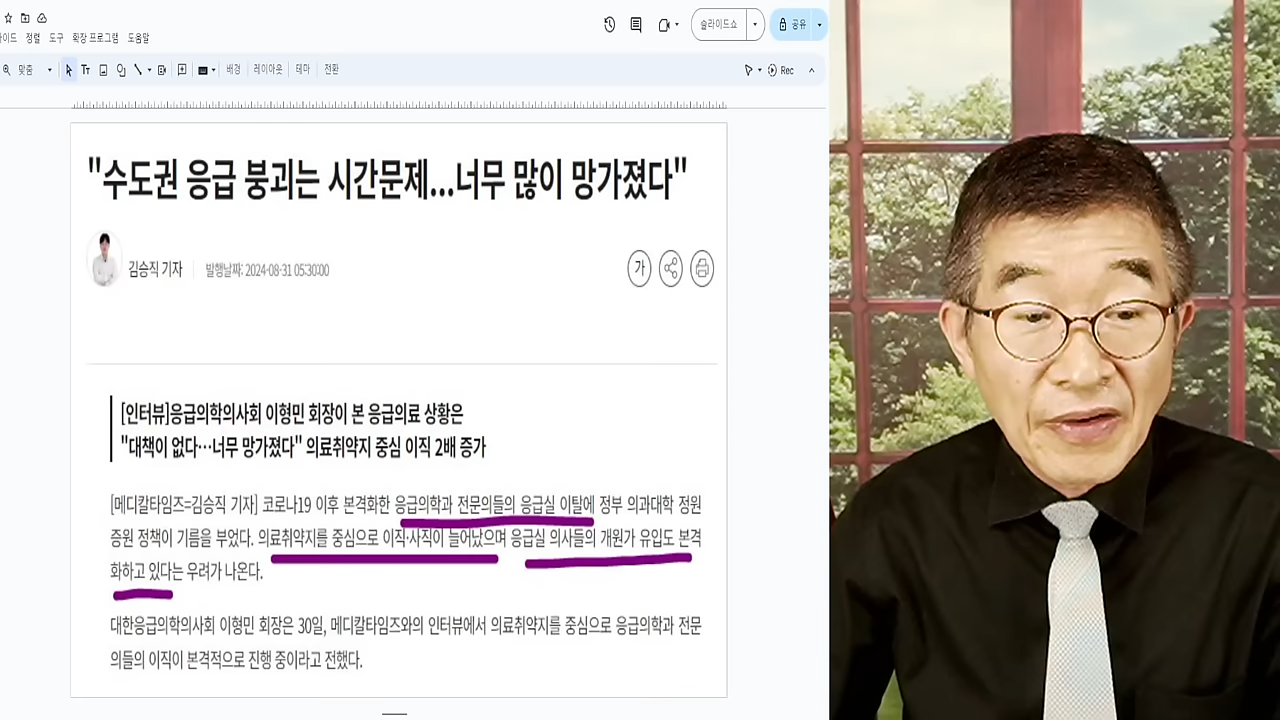 이드 정렬 도구 확장 프로그램 도움말
슬라이드쇼
공유
맞춤
배경 레이아웃 테마 전환
Rec
"수도권 응급 붕괴는 시간문제...너무 많이 망가졌다"
김승직 기자 발행날짜: 2024-08-31 05:30:00
가
[인터뷰]응급의학의사회 이형민 회장이 본 응급의료 상황은
"대책이 없다…너무 망가졌다" 의료취약지 중심 이직 2배 증가
[메디칼타임즈=김승직 기자] 코로나19 이후 본격화한 응급의학과 전문의들의 응급실 이탈에 정부 의과대학 정원
증원 정책이 기름을 부었다. 의료취약지를 중심으로 이직·사직이 늘어났으며 응급실 의사들의 개원가 유입도 본격
화하고 있다는 우려가 나온다.
대한응급의학의사회 이형민 회장은 30일, 메디칼타임즈와의 인터뷰에서 의료취약지를 중심으로 응급의학과 전문
의들의 이직이 본격적으로 진행 중이라고 전했다.